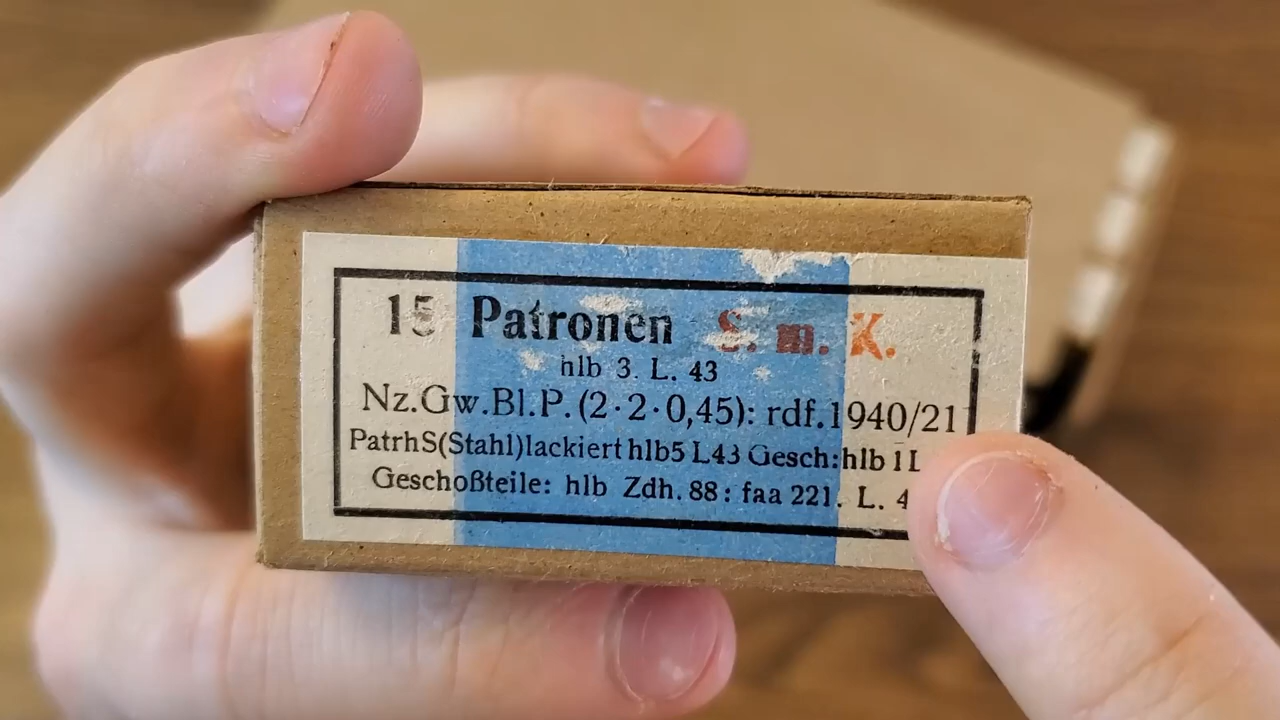 15 Patronen S. m. K.
hlb 3. L. 43
Nz.Gw.Bl.P. (2·2·0,45): rdf.1940/21
PatrhS(Stahl)lackiert hlb5 L43 Gesch: hlb 1 L
Geschoßteile: hlb Zdh. 88: faa 221. L. 4